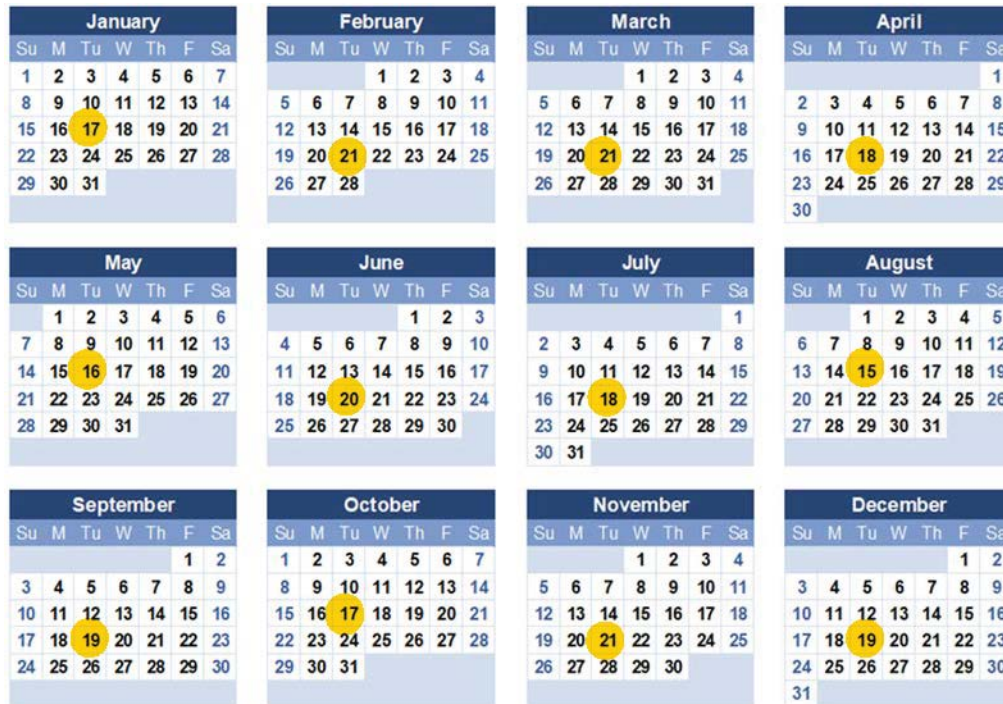 January
Su M Tu W Th F Sa
1 2 3 4 5 6 7
8 9 10 11 12 13 14
15 16 17 18 19 20 21
22 23 24 25 26 27 28
29 30 31
February
Su M Tu W Th F Sa
1 2 3 4
5 6 7 8 9 10 11
12 13 14 15 16 17 18
19 20 21 22 23 24 25
26 27 28
March
Su M Tu W Th F Sa
1 2 3 4
5 6 7 8 9 10 11
12 13 14 15 16 17 18
19 20 21 22 23 24 25
26 27 28 29 30 31
April
Su M Tu W Th F Sa
1
2 3 4 5 6 7 8
9 10 11 12 13 14 15
16 17 18 19 20 21 22
23 24 25 26 27 28 29
30
May
Su M Tu W Th F Sa
1 2 3 4 5 6
7 8 9 10 11 12 13
14 15 16 17 18 19 20
21 22 23 24 25 26 27
28 29 30 31
June
Su M Tu W Th F Sa
1 2 3
4 5 6 7 8 9 10
11 12 13 14 15 16 17
18 19 20 21 22 23 24
25 26 27 28 29 30
July
Su M Tu W Th F Sa
1
2 3 4 5 6 7 8
9 10 11 12 13 14 15
16 17 18 19 20 21 22
23 24 25 26 27 28 29
30 31
August
Su M Tu W Th F Sa
1 2 3 4 5
6 7 8 9 10 11 12
13 14 15 16 17 18 19
20 21 22 23 24 25 26
27 28 29 30 31
September
Su M Tu W Th F Sa
1 2
3 4 5 6 7 8 9
10 11 12 13 14 15 16
17 18 19 20 21 22 23
24 25 26 27 28 29 30
October
Su M Tu W Th F Sa
1 2 3 4 5 6 7
8 9 10 11 12 13 14
15 16 17 18 19 20 21
22 23 24 25 26 27 28
29 30 31
November
Su M Tu W Th F Sa
1 2 3 4
5 6 7 8 9 10 11
12 13 14 15 16 17 18
19 20 21 22 23 24 25
26 27 28 29 30
December
Su M Tu W Th F Sa
1 2
3 4 5 6 7 8 9
10 11 12 13 14 15 16
17 18 19 20 21 22 23
24 25 26 27 28 29 30
31